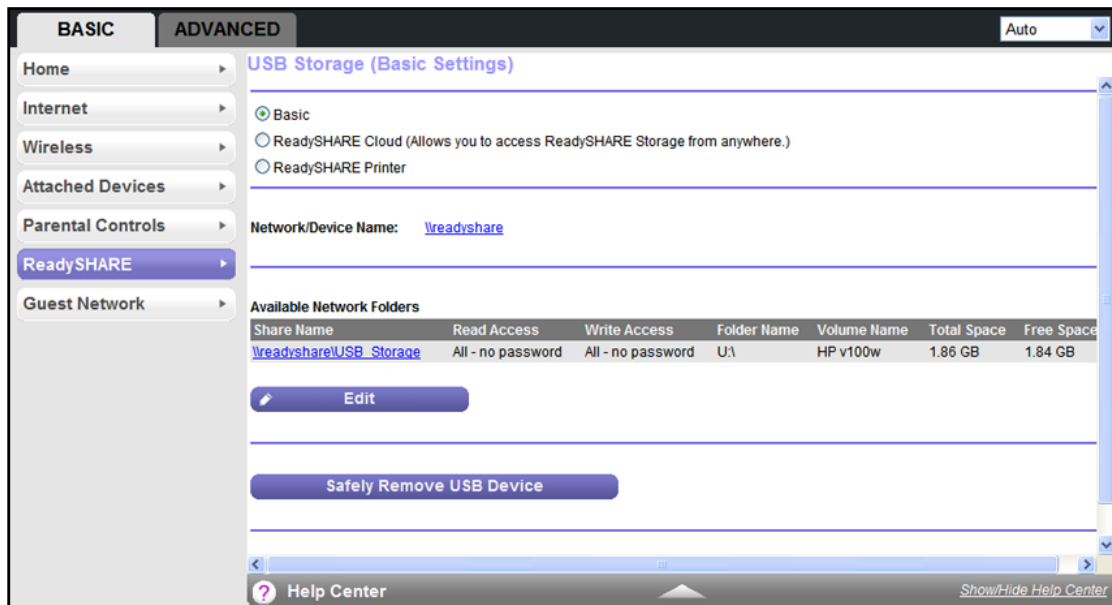 BASIC ADVANCED Auto
Home
Internet
Wireless
Attached Devices
Parental Controls
ReadySHARE
Guest Network
USB Storage (Basic Settings)
Basic
ReadySHARE Cloud (Allows you to access ReadySHARE Storage from anywhere.)
ReadySHARE Printer
Network/Device Name: \\readyshare
Available Network Folders
Share Name Read Access Write Access Folder Name Volume Name Total Space Free Space
\\readyshare\USB_Storage All - no password All - no password U:\ HP v100w 1.86 GB 1.84 GB
Edit
Safely Remove USB Device
? Help Center Show/Hide Help Center